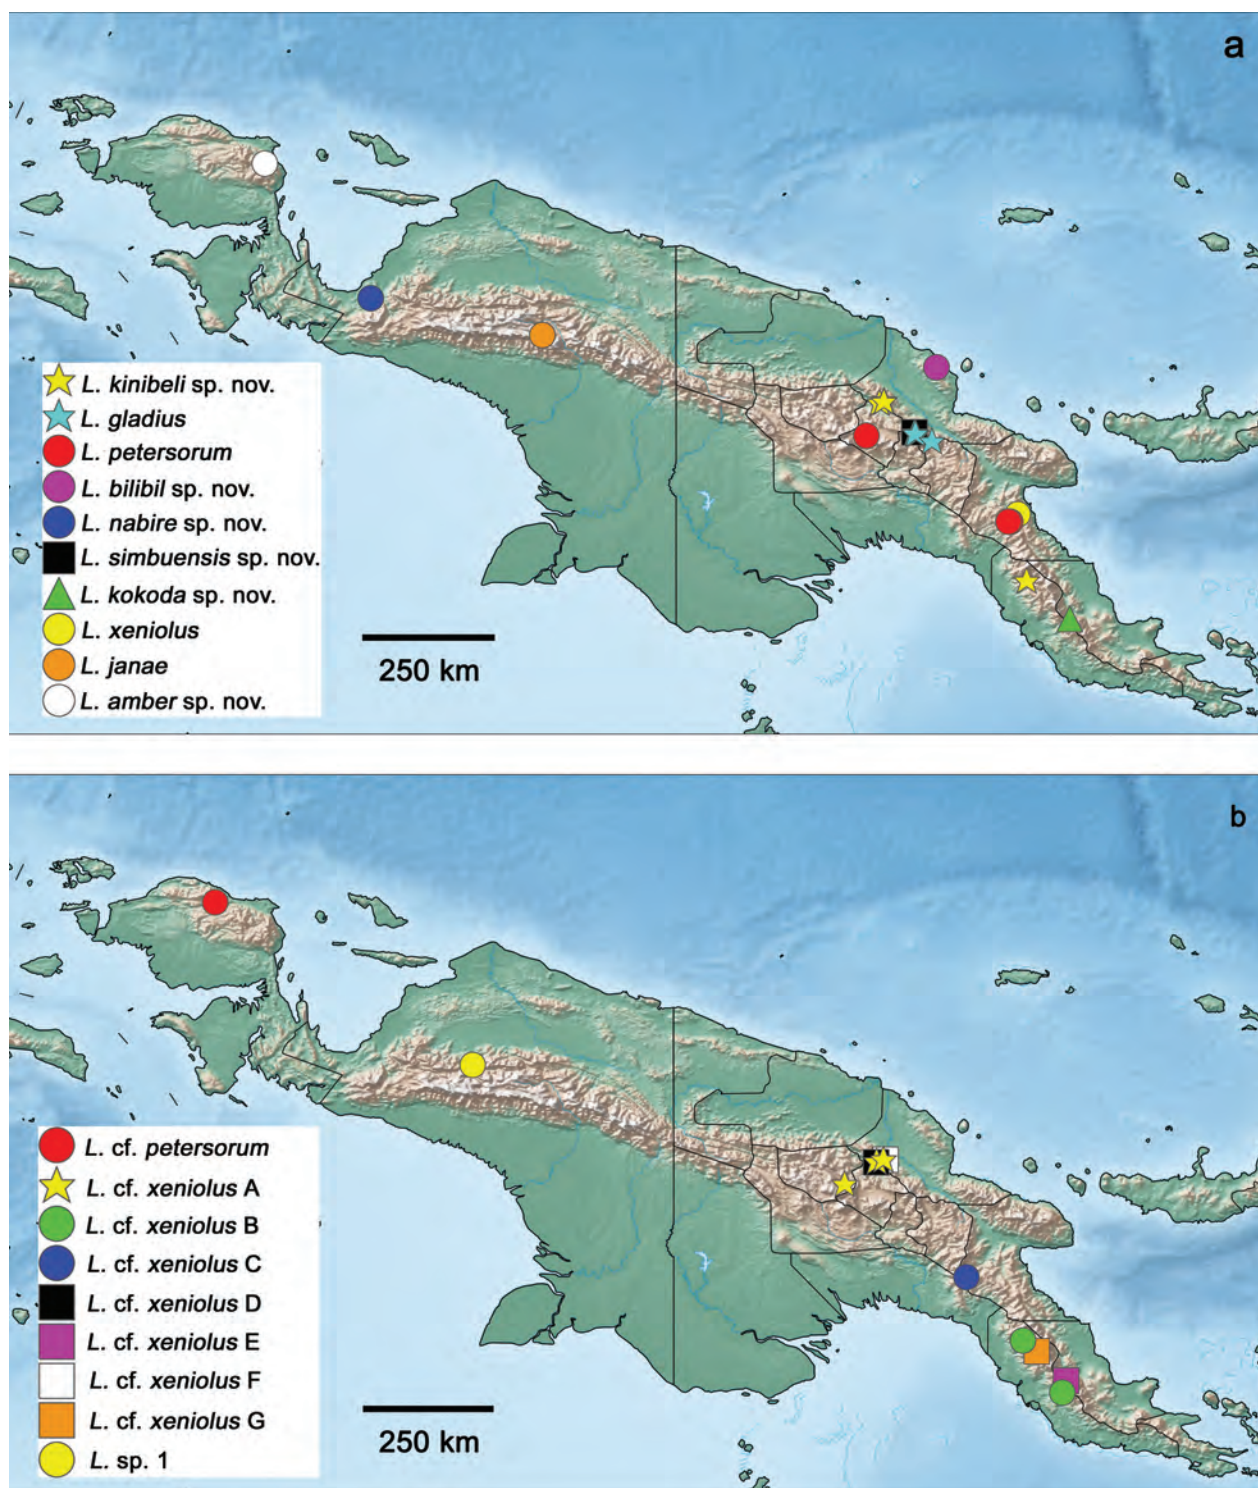 a
L. kinibeli sp. nov.
L. gladius
L. petersorum
L. bilibil sp. nov.
L. nabire sp. nov.
L. simbuensis sp. nov.
L. kokoda sp. nov.
L. xeniolus
L. janae
L. amber sp. nov.
250 km
b
L. cf. petersorum
L. cf. xeniolus A
L. cf. xeniolus B
L. cf. xeniolus C
L. cf. xeniolus D
L. cf. xeniolus E
L. cf. xeniolus F
L. cf. xeniolus G
L. sp. 1
250 km